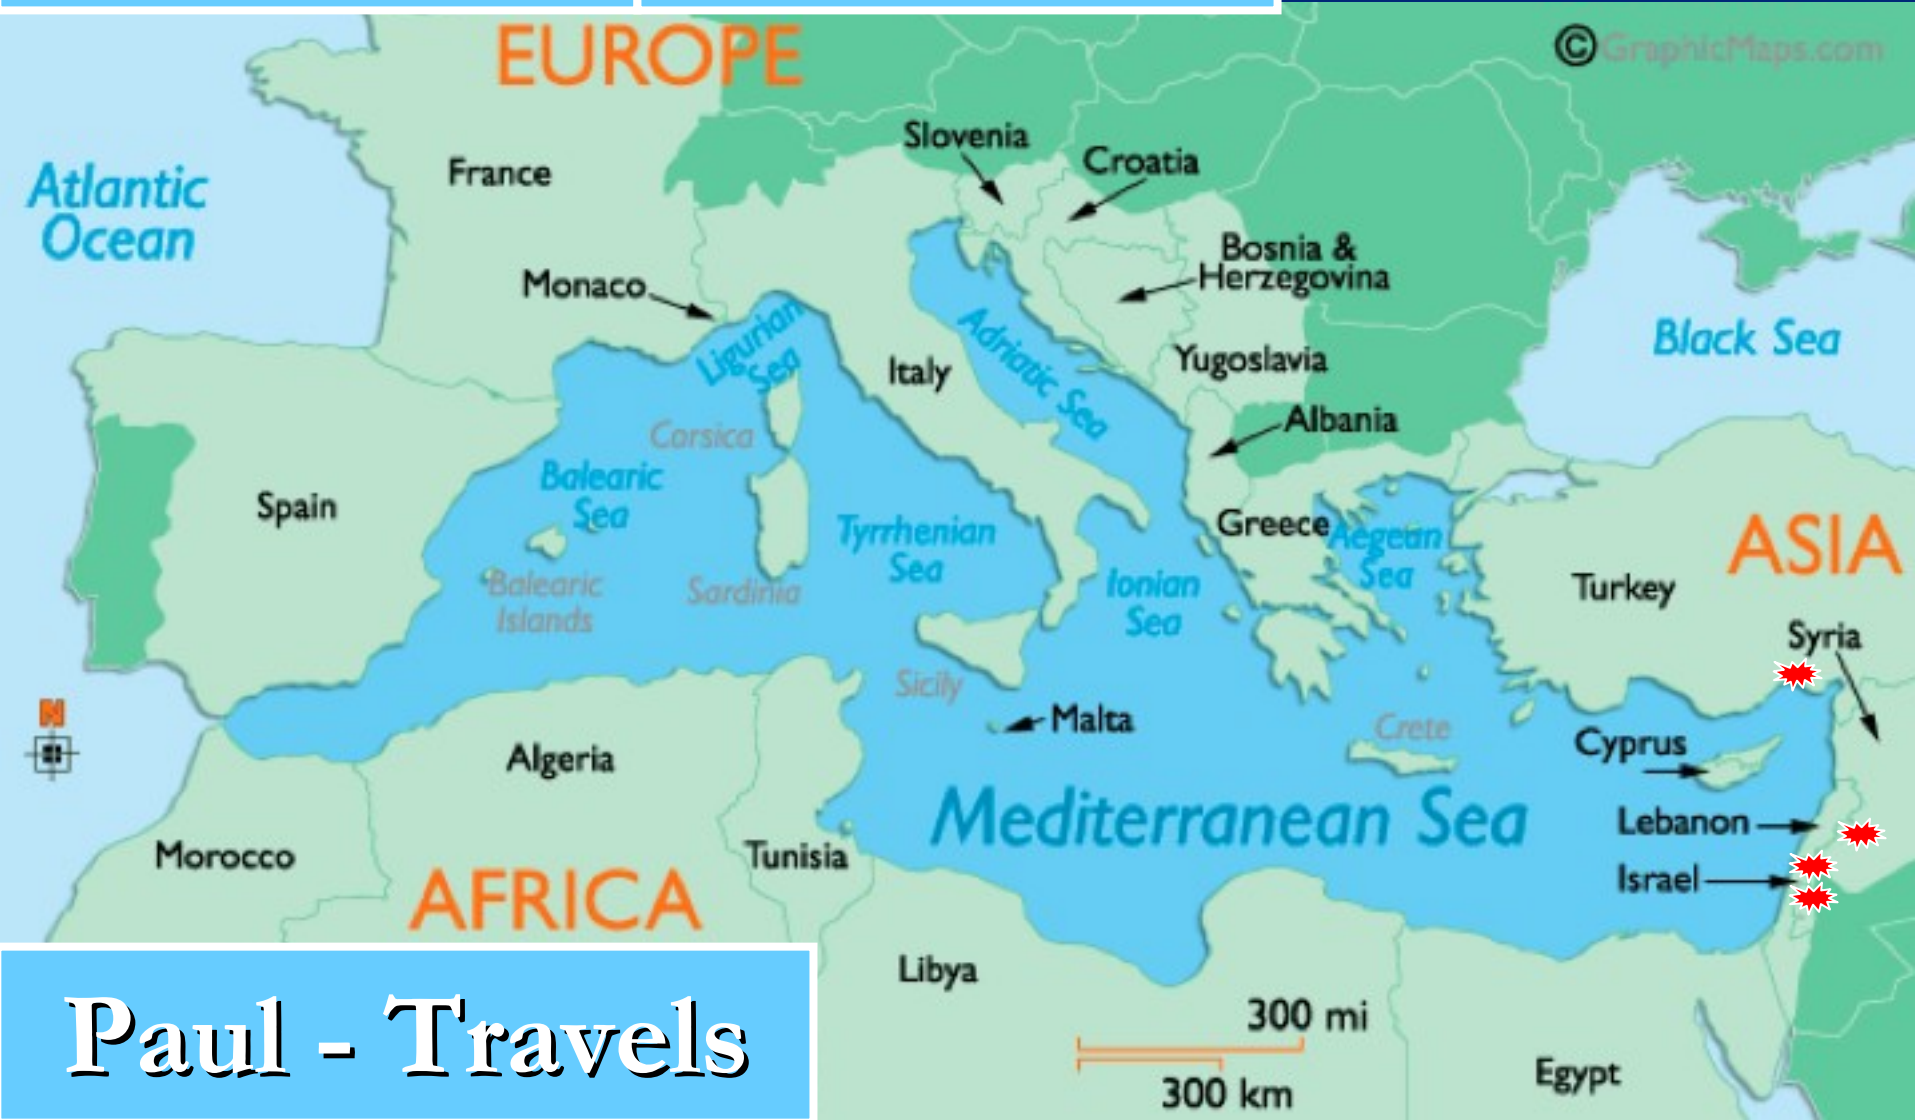 EUROPE
© GraphicMaps.com
Slovenia
Croatia
France
Atlantic
Ocean
Bosnia &
Herzegovina
Monaco
Ligurian
Sea
Adriatic Sea
Black Sea
Italy
Yugoslavia
Albania
Corsica
Balearic
Sea
Spain
Tyrrhenian
Sea
Greece
Aegean
Sea
ASIA
Turkey
Balearic
Islands
Sardinia
Ionian
Sea
Syria
Sicily
N
Malta
Crete
Cyprus
Algeria
Mediterranean Sea
Lebanon
Morocco
Tunisia
Israel
AFRICA
Libya
300 mi
300 km
Egypt
Paul - Travels